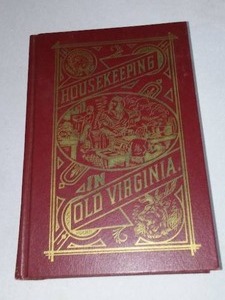 HOUSEKEEPING
IN
OLD VIRGINIA.